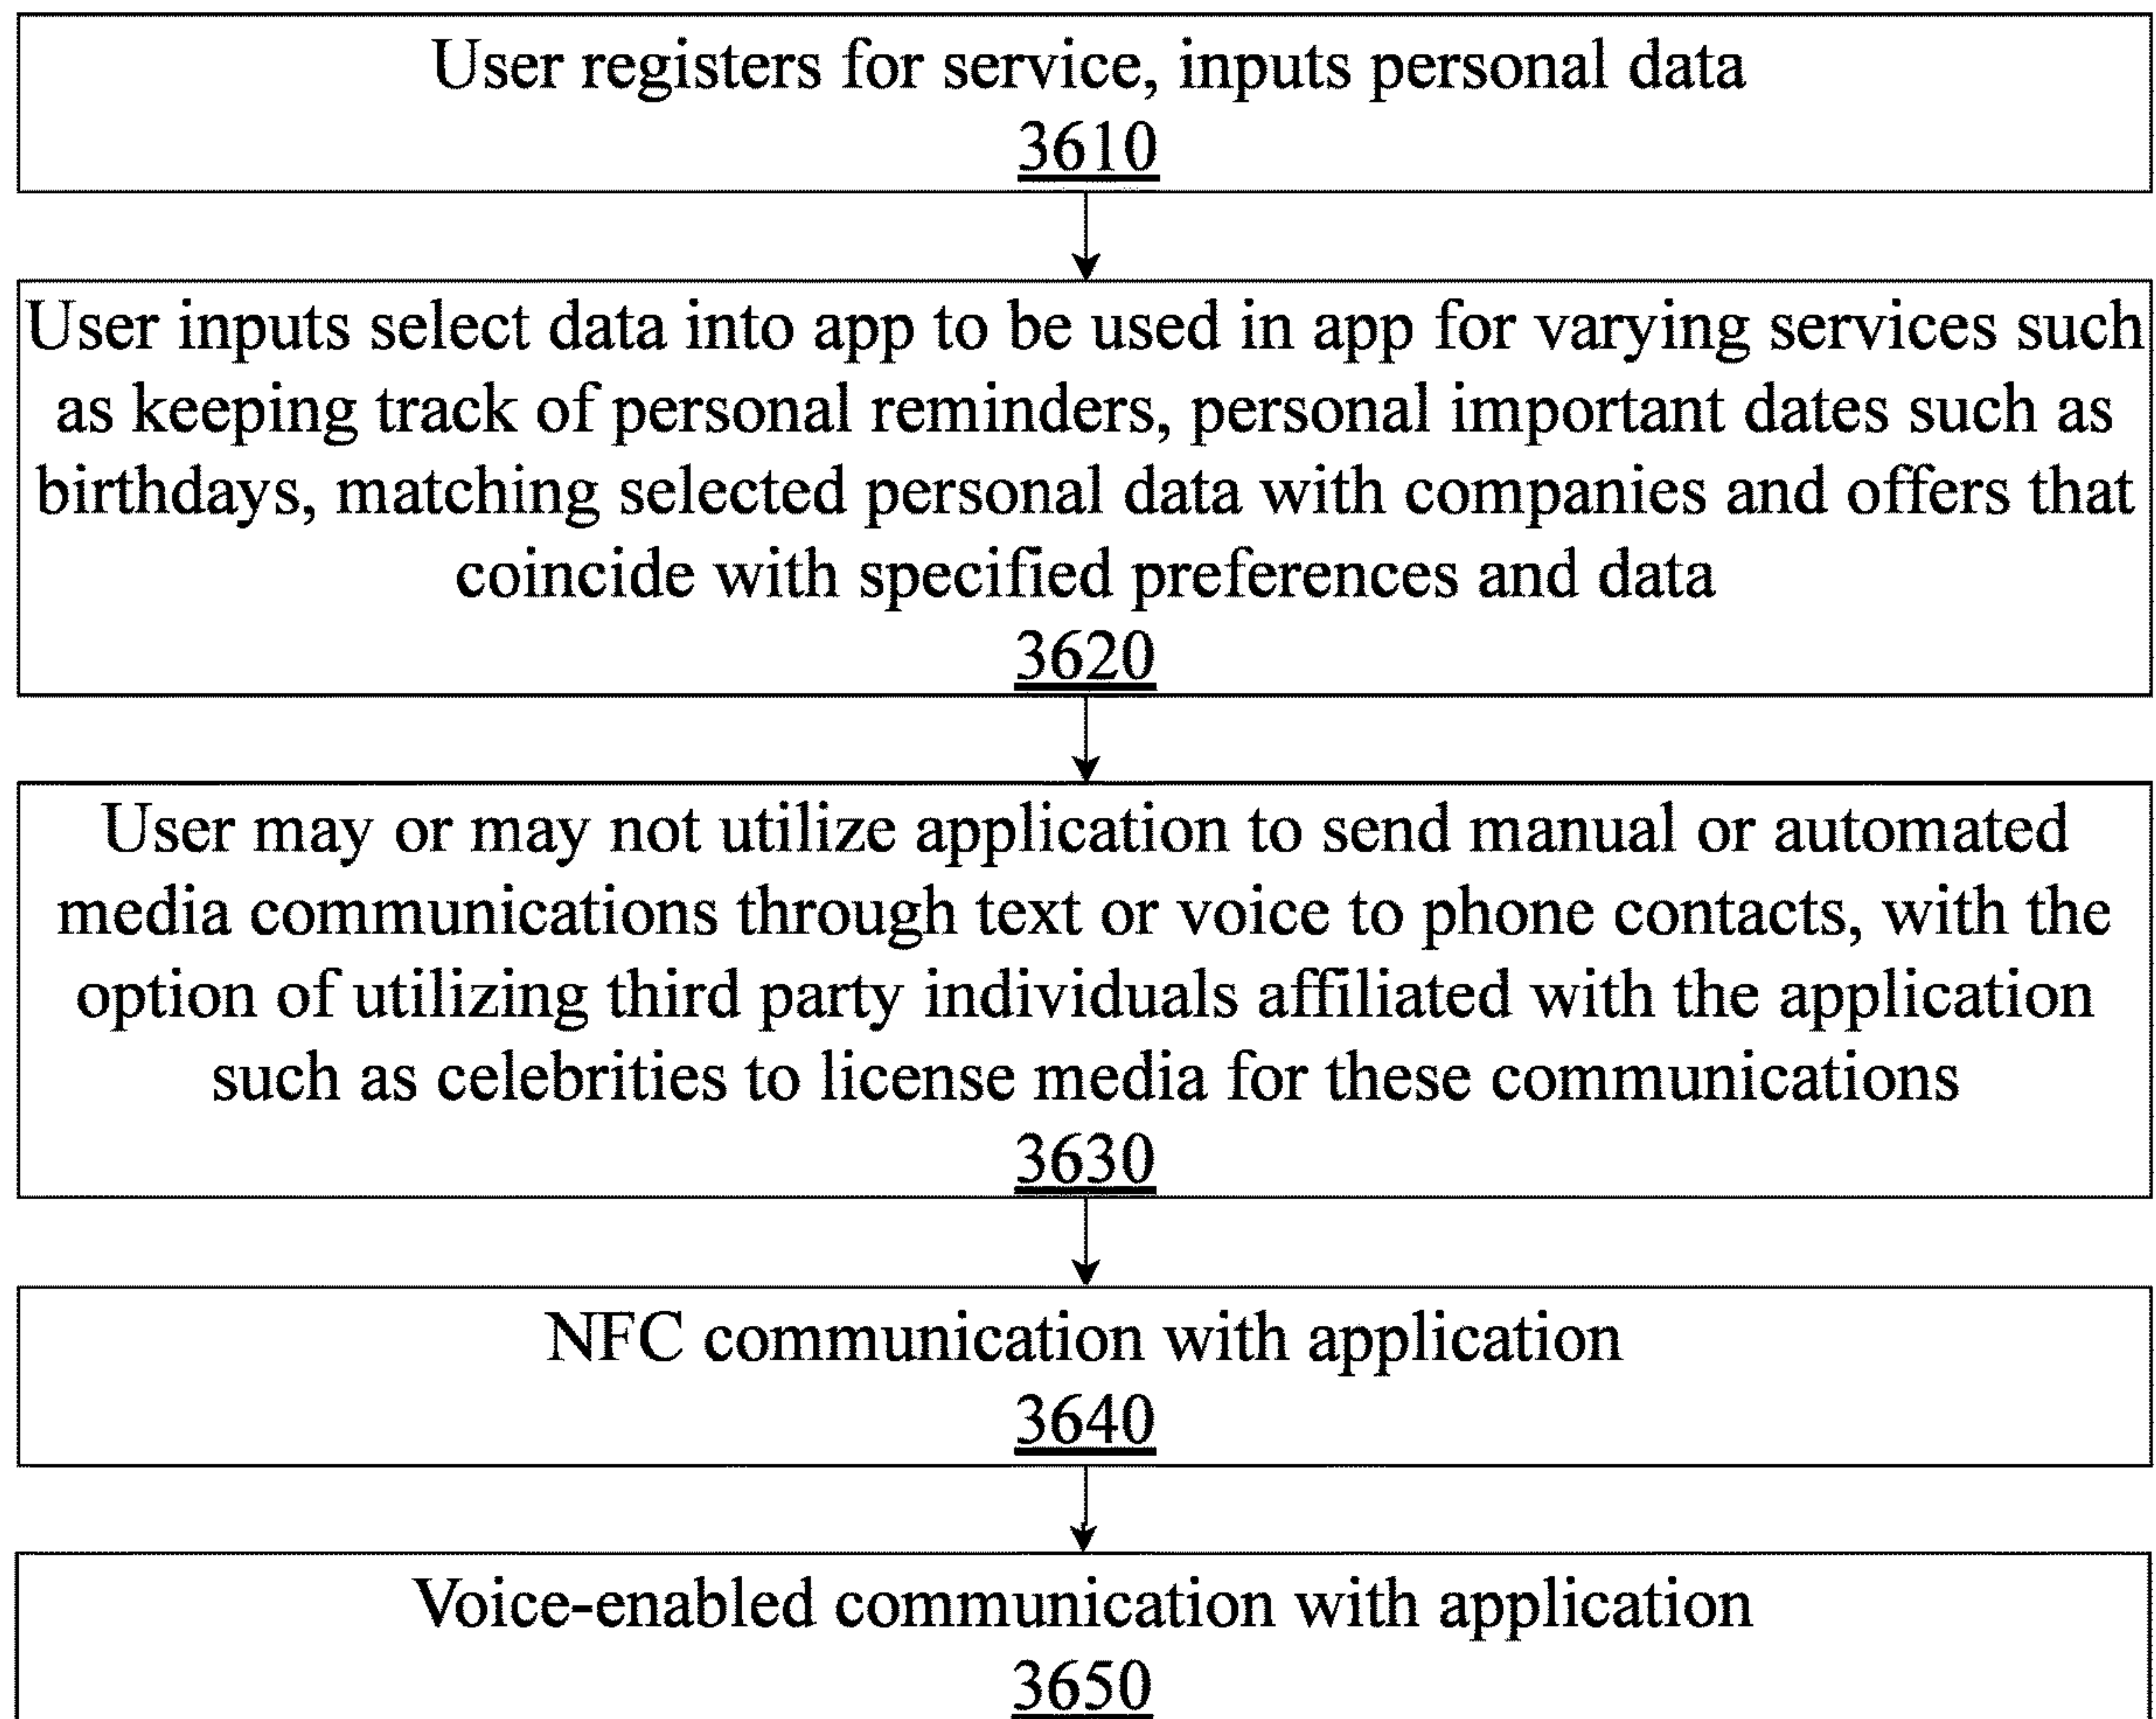 User registers for service, inputs personal data
3610
User inputs select data into app to be used in app for varying services such
as keeping track of personal reminders, personal important dates such as
birthdays, matching selected personal data with companies and offers that
coincide with specified preferences and data
3620
User may or may not utilize application to send manual or automated
media communications through text or voice to phone contacts, with the
option of utilizing third party individuals affiliated with the application
such as celebrities to license media for these communications
3630
NFC communication with application
3640
Voice-enabled communication with application
3650